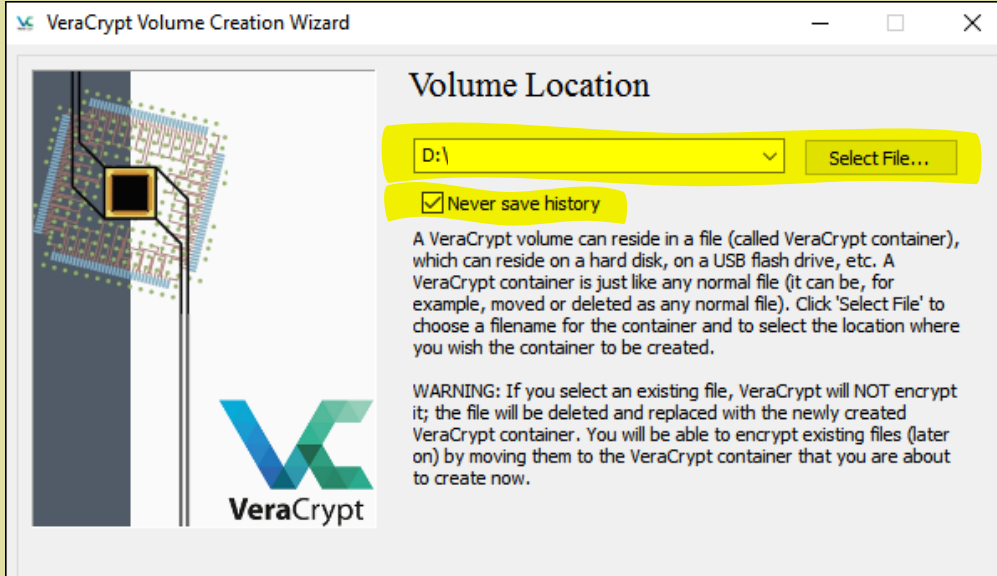 VeraCrypt Volume Creation Wizard
Volume Location
D:\
Select File...
Never save history
A VeraCrypt volume can reside in a file (called VeraCrypt container),
which can reside on a hard disk, on a USB flash drive, etc. A
VeraCrypt container is just like any normal file (it can be, for
example, moved or deleted as any normal file). Click 'Select File' to
choose a filename for the container and to select the location where
you wish the container to be created.
WARNING: If you select an existing file, VeraCrypt will NOT encrypt
it; the file will be deleted and replaced with the newly created
VeraCrypt container. You will be able to encrypt existing files (later
on) by moving them to the VeraCrypt container that you are about
to create now.
VeraCrypt